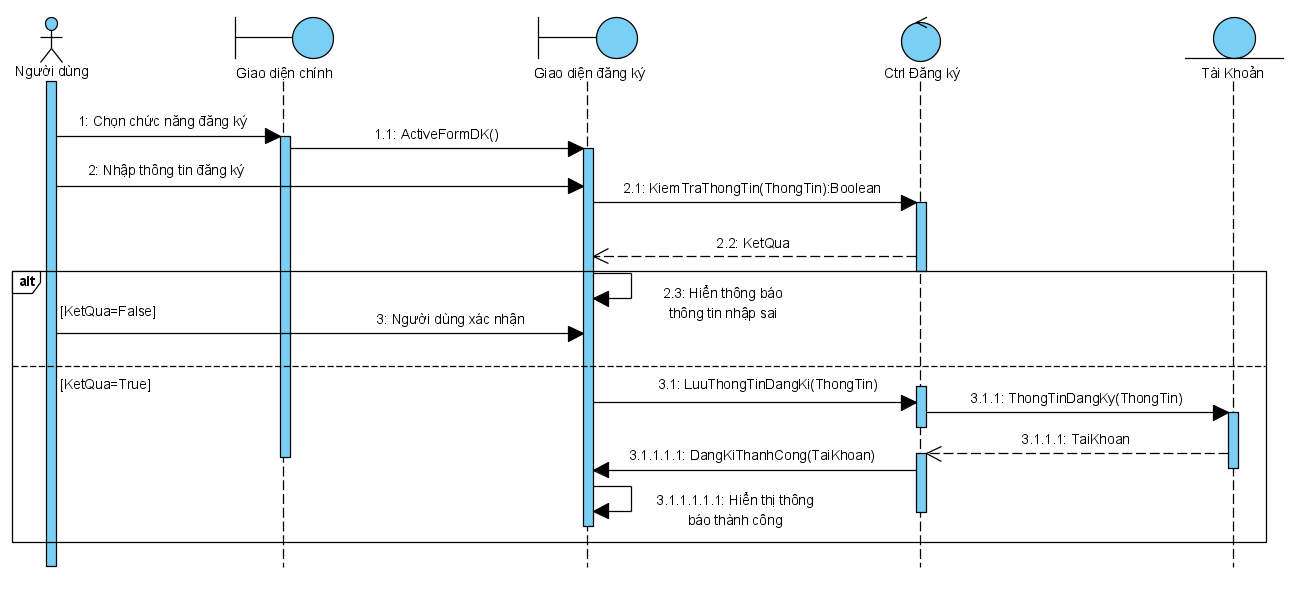 Người dùng
Giao diện chính
Giao diện đăng ký
Ctrl Đăng ký
Tài Khoản
1: Chọn chức năng đăng ký
1.1: ActiveFormDK()
2: Nhập thông tin đăng ký
2.1: KiemTraThongTin(ThongTin):Boolean
2.2: KetQua
alt
2.3: Hiển thông báo
thông tin nhập sai
[KetQua=False]
3: Người dùng xác nhận
[KetQua=True]
3.1: LuuThongTinDangKi(ThongTin)
3.1.1: ThongTinDangKy(ThongTin)
3.1.1.1: TaiKhoan
3.1.1.1.1: DangKiThanhCong(TaiKhoan)
3.1.1.1.1.1: Hiển thị thông
báo thành công